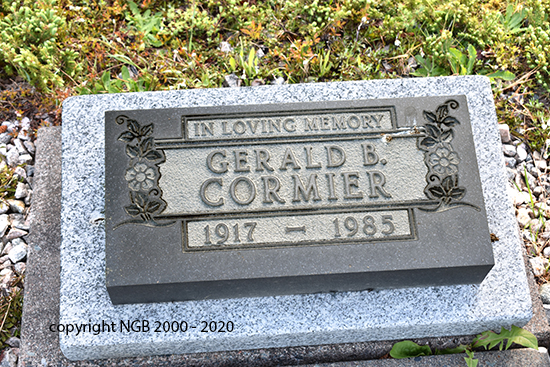 IN LOVING MEMORY
GERALD B.
CORMIER
1917 — 1985
copyright NGB 2000 - 2020